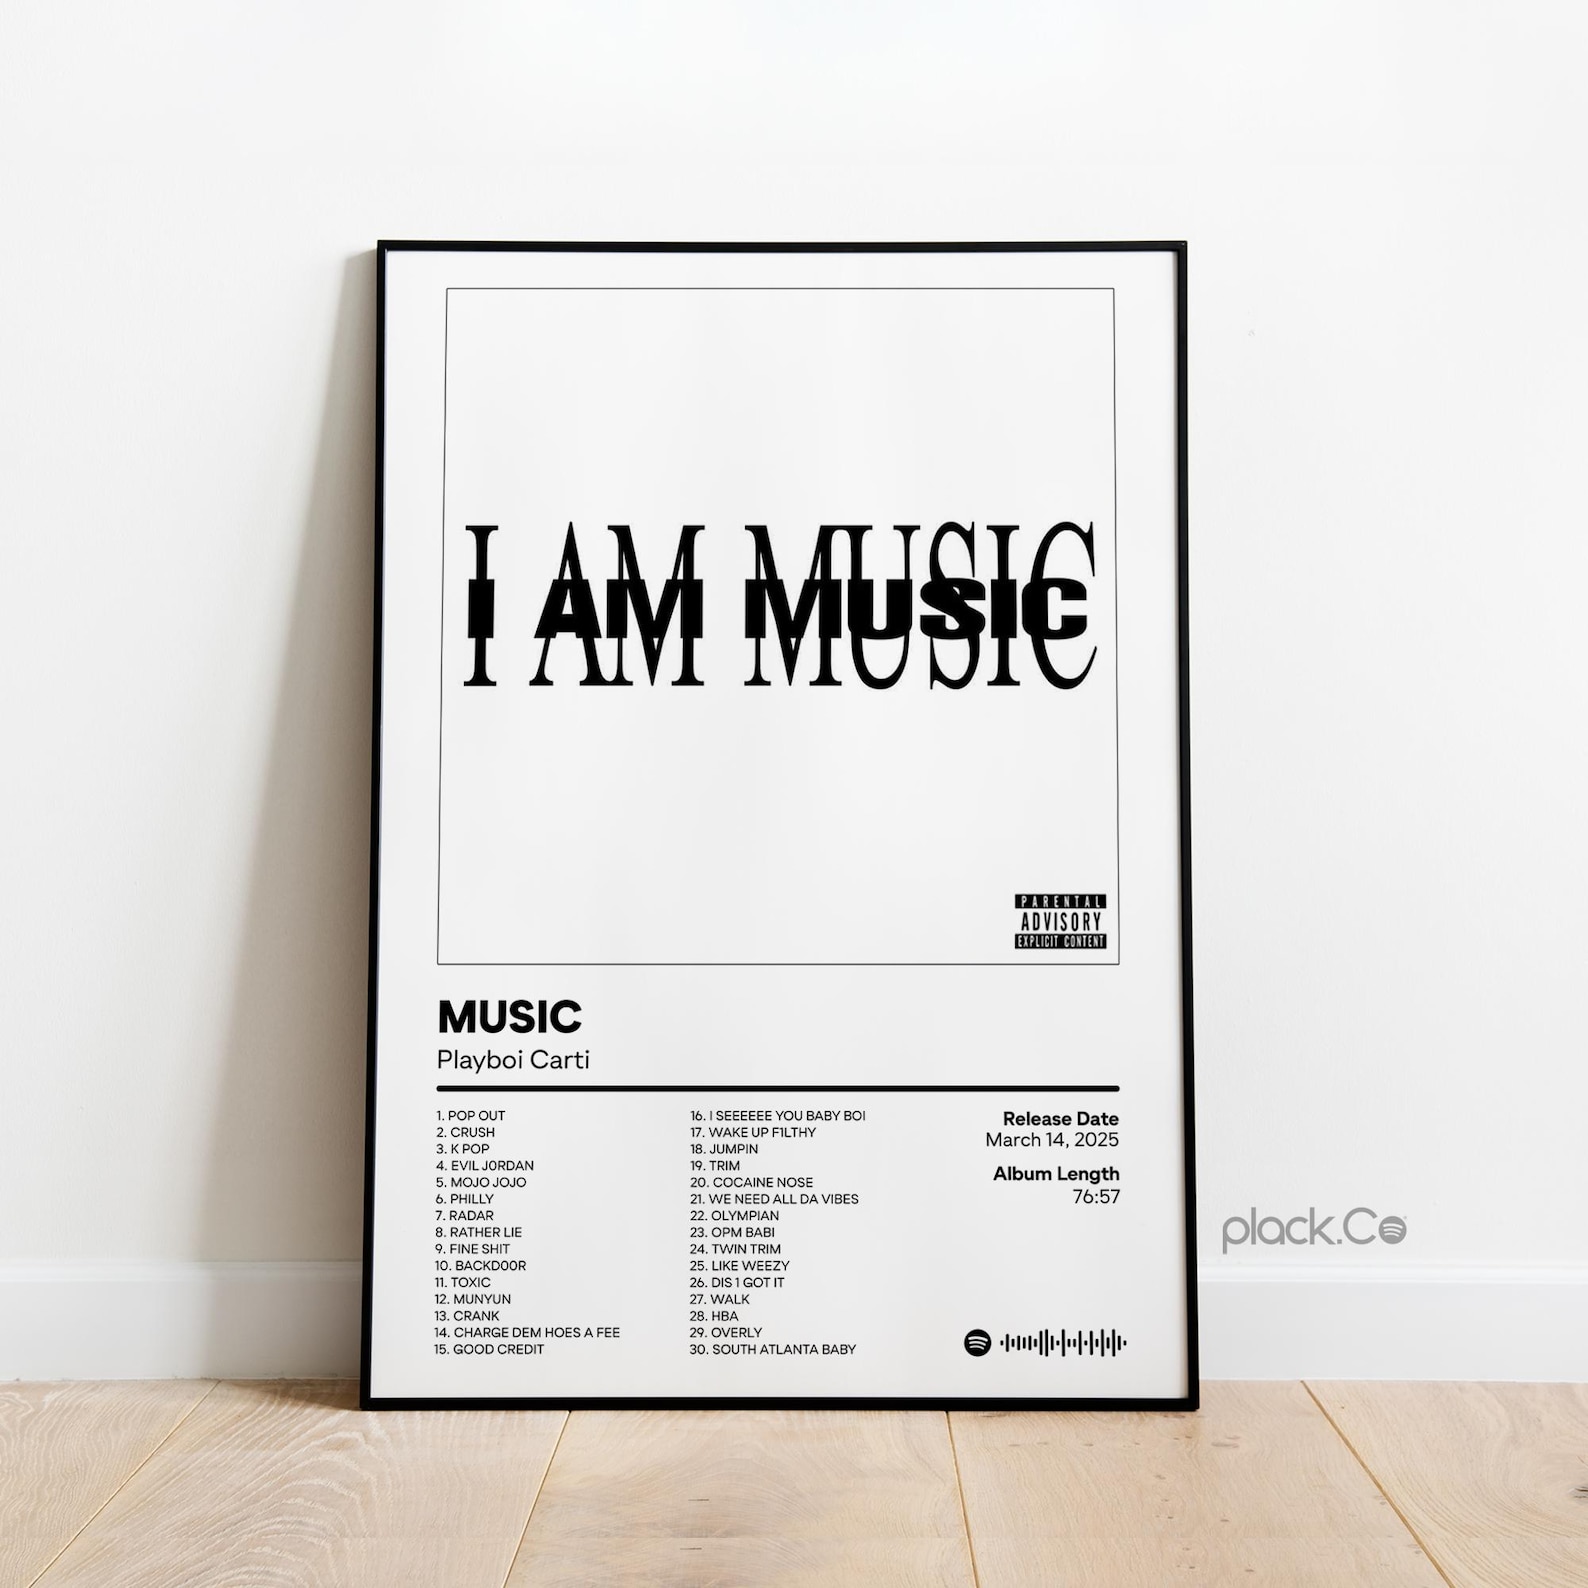 I AM MUSIC
I AM MUSIC
PARENTAL
ADVISORY
EXPLICIT CONTENT
MUSIC
Playboi Carti
1. POP OUT
2. CRUSH
3. K POP
4. EVIL J0RDAN
5. MOJO JOJO
6. PHILLY
7. RADAR
8. RATHER LIE
9. FINE SHIT
10. BACKD00R
11. TOXIC
12. MUNYUN
13. CRANK
14. CHARGE DEM HOES A FEE
15. GOOD CREDIT
16. I SEEEEEE YOU BABY BOI
17. WAKE UP F1LTHY
18. JUMPIN
19. TRIM
20. COCAINE NOSE
21. WE NEED ALL DA VIBES
22. OLYMPIAN
23. OPM BABI
24. TWIN TRIM
25. LIKE WEEZY
26. DIS 1 GOT IT
27. WALK
28. HBA
29. OVERLY
30. SOUTH ATLANTA BABY
Release Date
March 14, 2025
Album Length
76:57
plack.Co